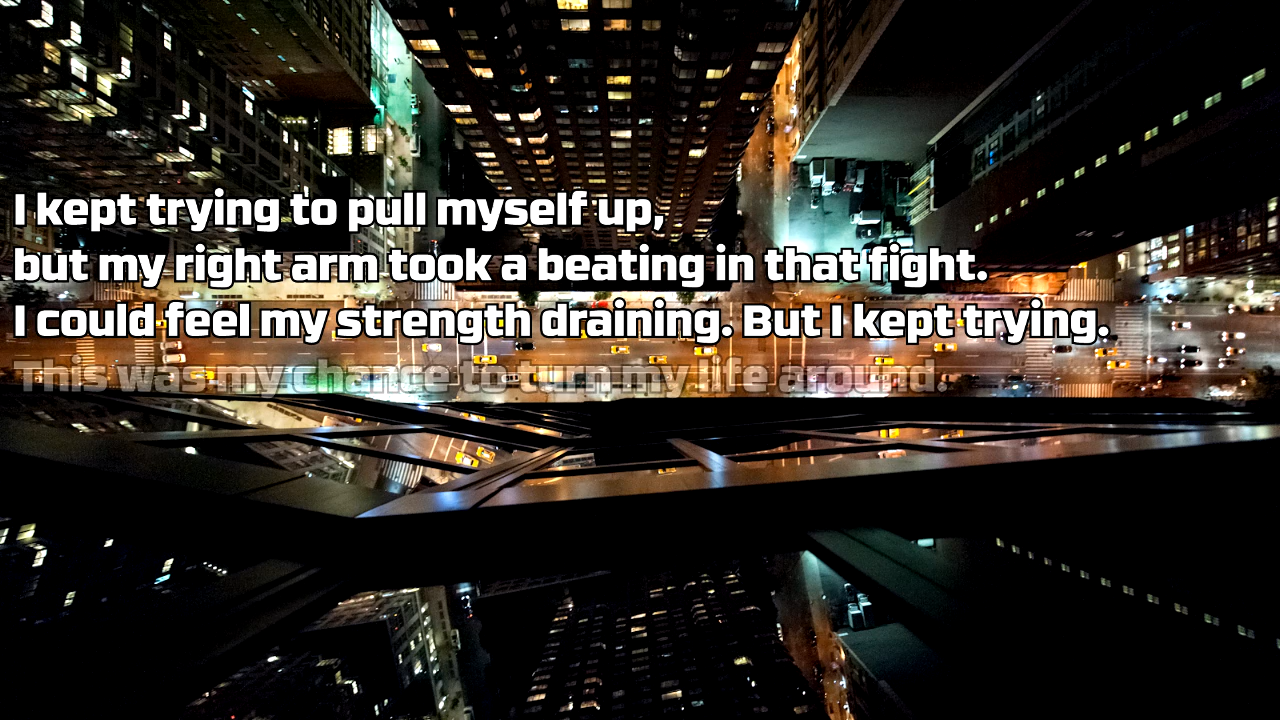 I kept trying to pull myself up,
but my right arm took a beating in that fight.
I could feel my strength draining. But I kept trying.
This was my chance to turn my life around.